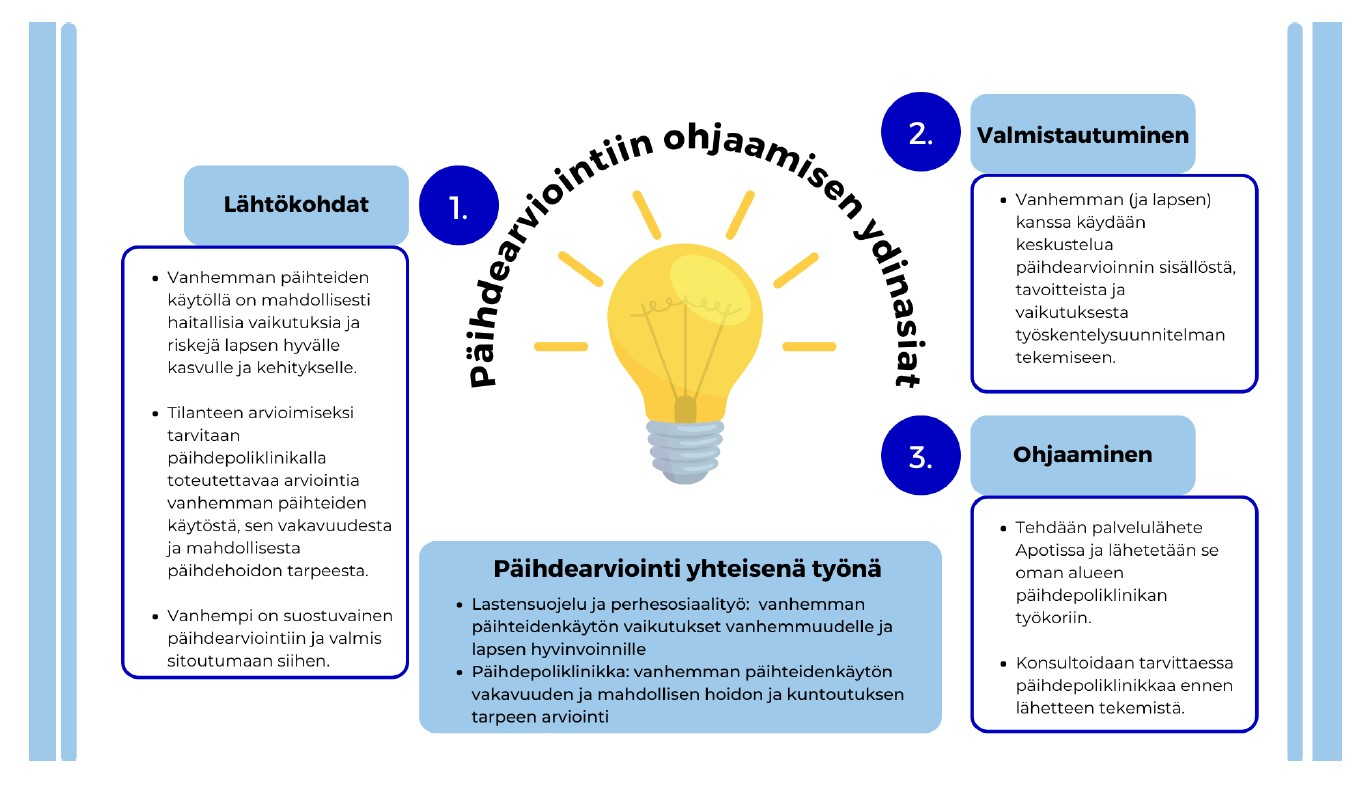 Päihdearviointiin ohjaamisen ydinasiat
1.
Lähtökohdat
• Vanhemman päihteiden
käytöllä on mahdollisesti
haitallisia vaikutuksia ja
riskejä lapsen hyvälle
kasvulle ja kehitykselle.
• Tilanteen arvioimiseksi
tarvitaan
päihdepoliklinikalla
toteutettavaa arviointia
vanhemman päihteiden
käytöstä, sen vakavuudesta
ja mahdollisesta
päihdehoidon tarpeesta.
• Vanhempi on suostuvainen
päihdearviointiin ja valmis
sitoutumaan siihen.
2.
Valmistautuminen
• Vanhemman (ja lapsen)
kanssa käydään
keskustelua
päihdearvioinnin sisällöstä,
tavoitteista ja
vaikutuksesta
työskentelysuunnitelman
tekemiseen.
3.
Ohjaaminen
• Tehdään palvelulähete
Apotissa ja lähetetään se
oman alueen
päihdepoliklinikan
työkoriin.
• Konsultoidaan tarvittaessa
päihdepoliklinikkaa ennen
lähetteen tekemistä.
Päihdearviointi yhteisenä työnä
• Lastensuojelu ja perhesosiaalityö: vanhemman
päihteidenkäytön vaikutukset vanhemmuudelle ja
lapsen hyvinvoinnille
• Päihdepoliklinikka: vanhemman päihteidenkäytön
vakavuuden ja mahdollisen hoidon ja kuntoutuksen
tarpeen arviointi